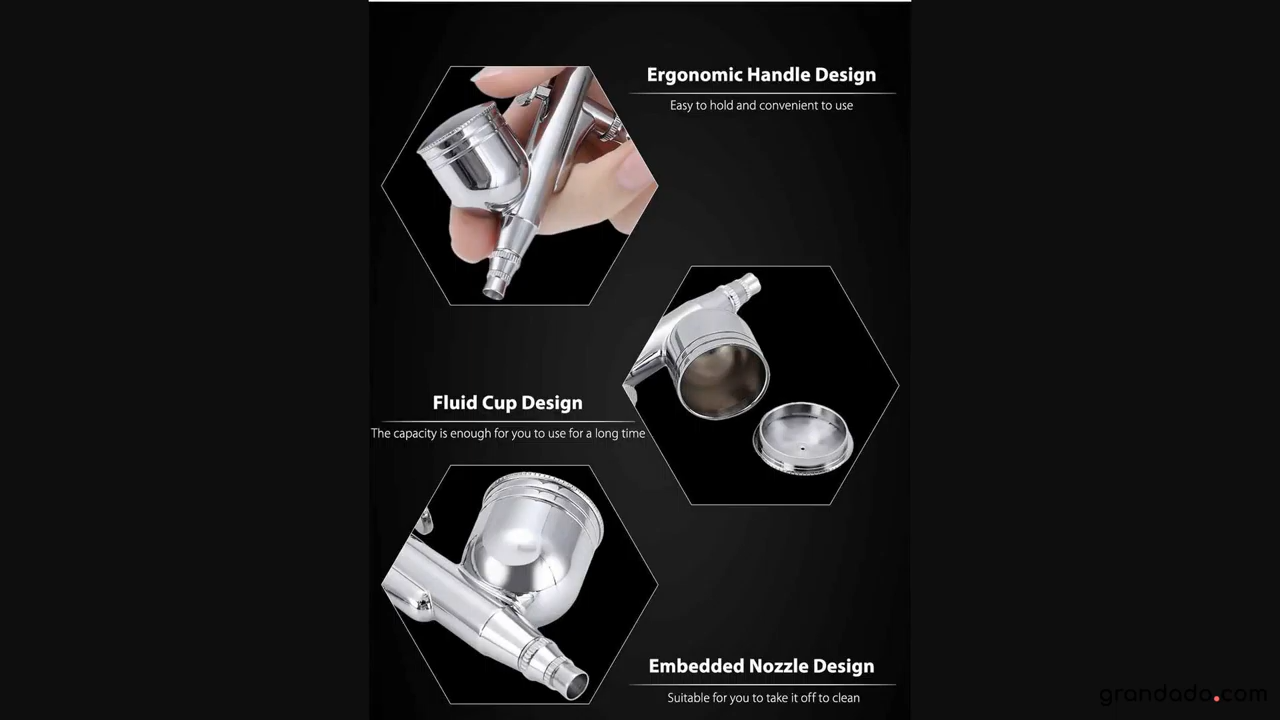 Ergonomic Handle Design
Easy to hold and convenient to use
Fluid Cup Design
The capacity is enough for you to use for a long time
Embedded Nozzle Design
Suitable for you to take it off to clean
grandado.com